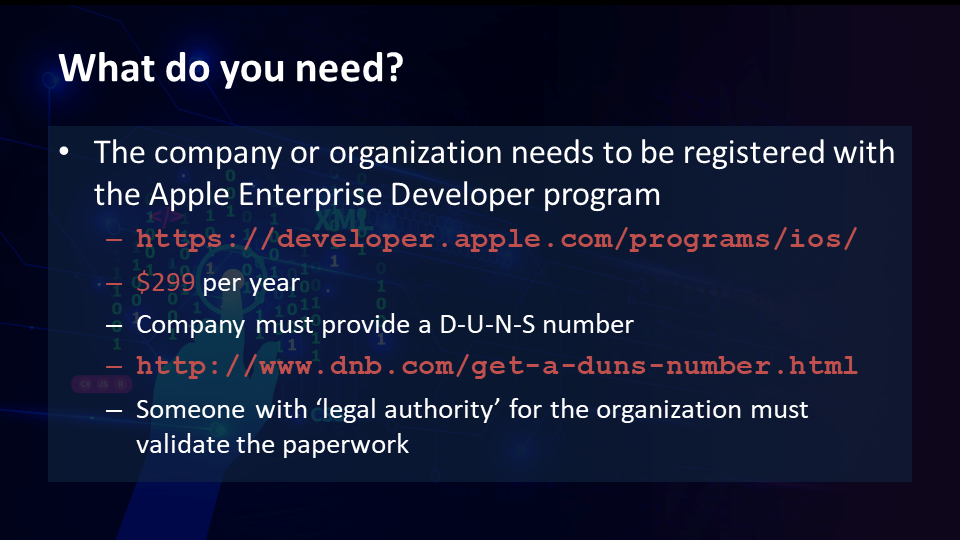 What do you need?
• The company or organization needs to be registered with
the Apple Enterprise Developer program
– https://developer.apple.com/programs/ios/
– $299 per year
– Company must provide a D-U-N-S number
– http://www.dnb.com/get-a-duns-number.html
– Someone with ‘legal authority’ for the organization must
validate the paperwork
XML